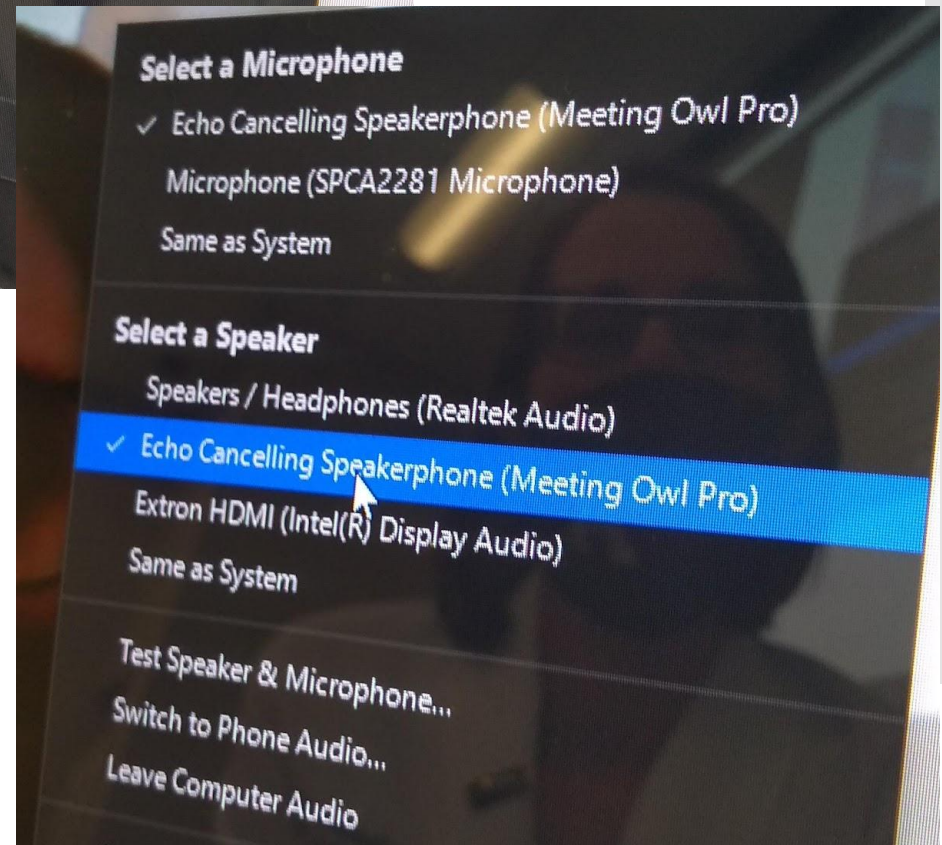 Select a Microphone
Echo Cancelling Speakerphone (Meeting Owl Pro)
Microphone (SPCA2281 Microphone)
Same as System
Select a Speaker
Speakers / Headphones (Realtek Audio)
Echo Cancelling Speakerphone (Meeting Owl Pro)
Extron HDMI (Intel(R) Display Audio)
Same as System
Test Speaker & Microphone...
Switch to Phone Audio...
Leave Computer Audio